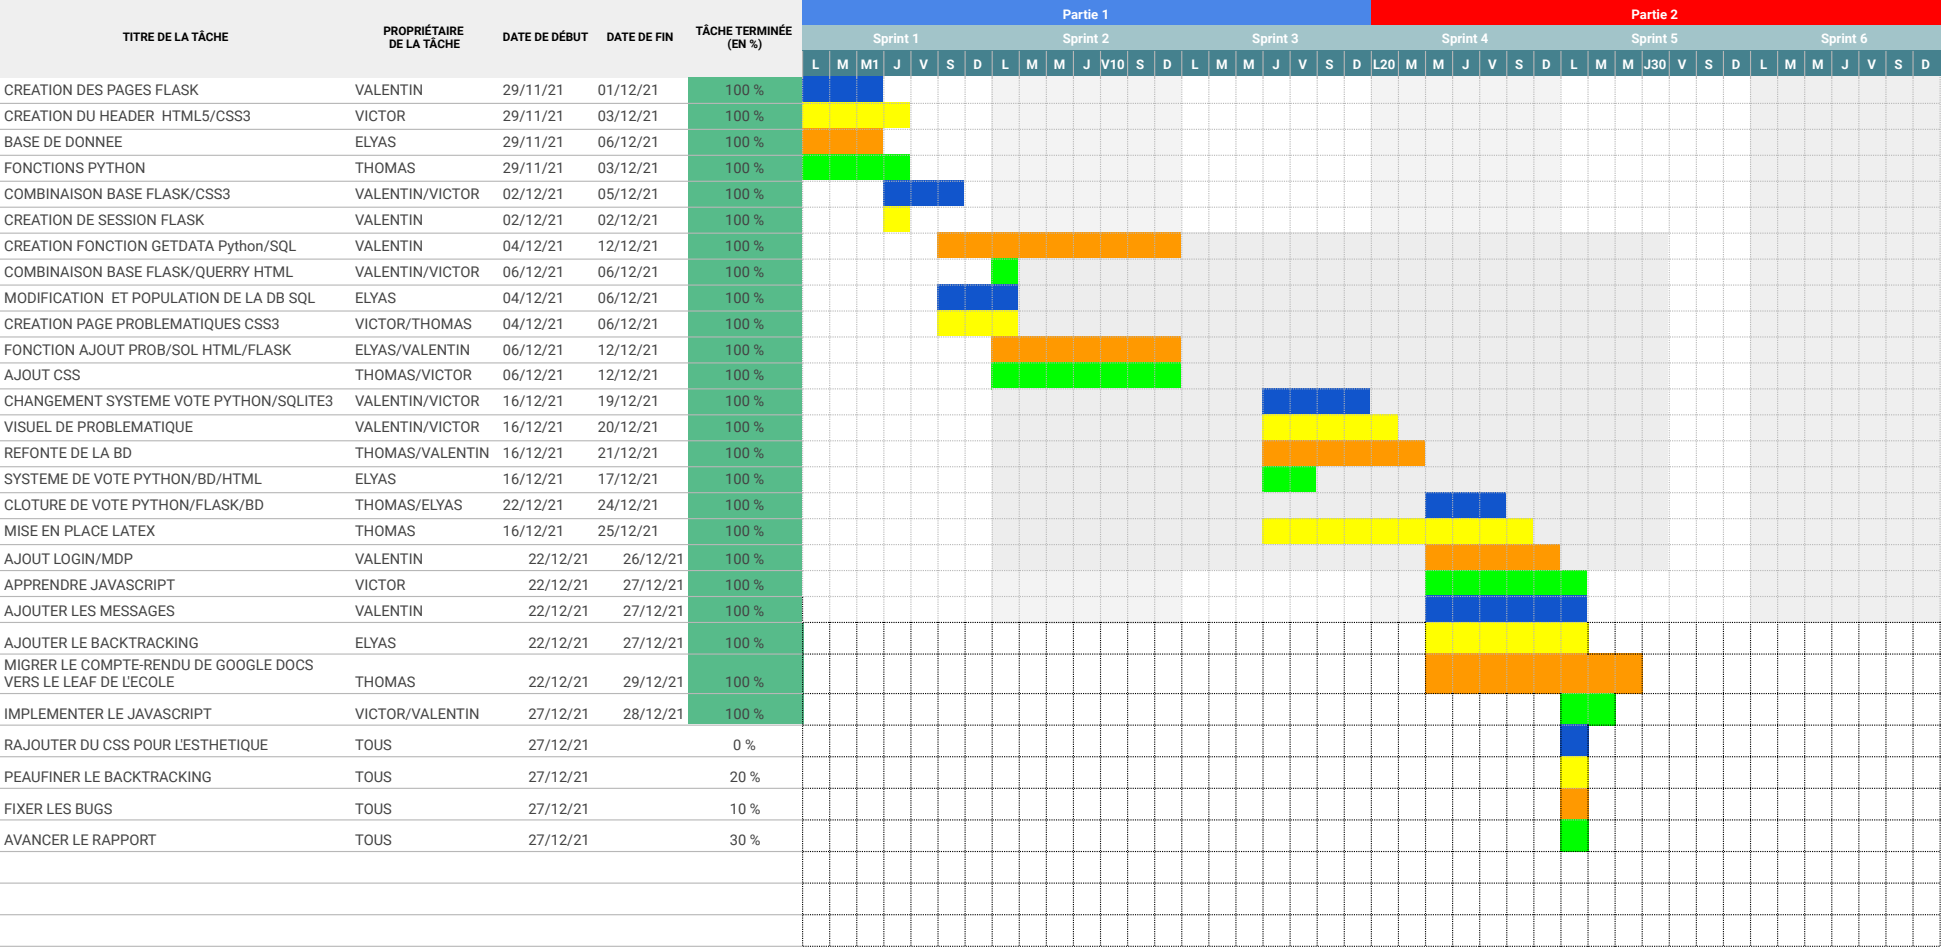 Partie 1 Partie 2
TITRE DE LA TÂCHE PROPRIÉTAIRE DE LA TÂCHE DATE DE DÉBUT DATE DE FIN TÂCHE TERMINÉE (EN %)
Sprint 1 Sprint 2 Sprint 3 Sprint 4 Sprint 5 Sprint 6
L M M1 J V S D L M M J V10 S D L M M J V S D L20 M M J V S D L M M J30 V S D L M M J V S D
CREATION DES PAGES FLASK VALENTIN 29/11/21 01/12/21 100 %
CREATION DU HEADER HTML5/CSS3 VICTOR 29/11/21 03/12/21 100 %
BASE DE DONNEE ELYAS 29/11/21 06/12/21 100 %
FONCTIONS PYTHON THOMAS 29/11/21 03/12/21 100 %
COMBINAISON BASE FLASK/CSS3 VALENTIN/VICTOR 02/12/21 05/12/21 100 %
CREATION DE SESSION FLASK VALENTIN 02/12/21 02/12/21 100 %
CREATION FONCTION GETDATA Python/SQL VALENTIN 04/12/21 12/12/21 100 %
COMBINAISON BASE FLASK/QUERRY HTML VALENTIN/VICTOR 06/12/21 06/12/21 100 %
MODIFICATION ET POPULATION DE LA DB SQL ELYAS 04/12/21 06/12/21 100 %
CREATION PAGE PROBLEMATIQUES CSS3 VICTOR/THOMAS 04/12/21 06/12/21 100 %
FONCTION AJOUT PROB/SOL HTML/FLASK ELYAS/VALENTIN 06/12/21 12/12/21 100 %
AJOUT CSS THOMAS/VICTOR 06/12/21 12/12/21 100 %
CHANGEMENT SYSTEME VOTE PYTHON/SQLITE3 VALENTIN/VICTOR 16/12/21 19/12/21 100 %
VISUEL DE PROBLEMATIQUE VALENTIN/VICTOR 16/12/21 20/12/21 100 %
REFONTE DE LA BD THOMAS/VALENTIN 16/12/21 21/12/21 100 %
SYSTEME DE VOTE PYTHON/BD/HTML ELYAS 16/12/21 17/12/21 100 %
CLOTURE DE VOTE PYTHON/FLASK/BD THOMAS/ELYAS 22/12/21 24/12/21 100 %
MISE EN PLACE LATEX THOMAS 16/12/21 25/12/21 100 %
AJOUT LOGIN/MDP VALENTIN 22/12/21 26/12/21 100 %
APPRENDRE JAVASCRIPT VICTOR 22/12/21 27/12/21 100 %
AJOUTER LES MESSAGES VALENTIN 22/12/21 27/12/21 100 %
AJOUTER LE BACKTRACKING ELYAS 22/12/21 27/12/21 100 %
MIGRER LE COMPTE-RENDU DE GOOGLE DOCS
VERS LE LEAF DE L'ECOLE THOMAS 22/12/21 29/12/21 100 %
IMPLEMENTER LE JAVASCRIPT VICTOR/VALENTIN 27/12/21 28/12/21 100 %
RAJOUTER DU CSS POUR L'ESTHETIQUE TOUS 27/12/21 0 %
PEAUFINER LE BACKTRACKING TOUS 27/12/21 20 %
FIXER LES BUGS TOUS 27/12/21 10 %
AVANCER LE RAPPORT TOUS 27/12/21 30 %